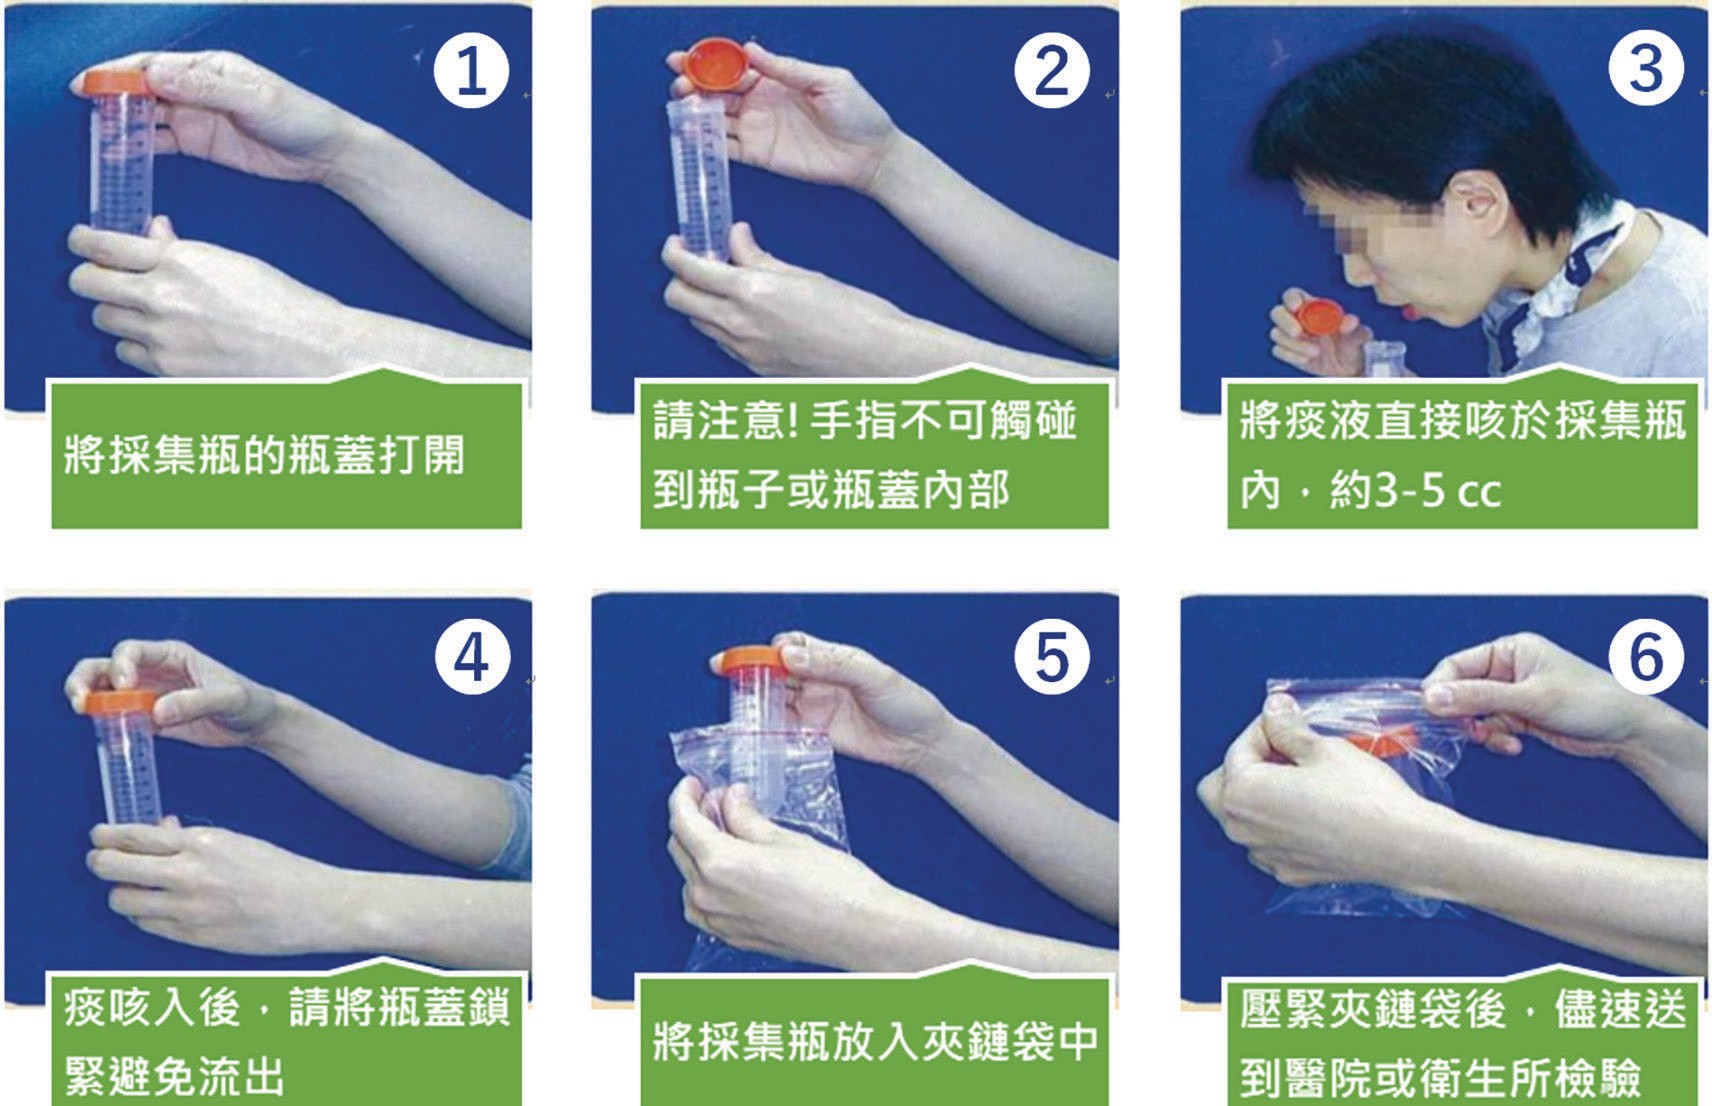 1
將採集瓶的瓶蓋打開
2
請注意! 手指不可觸碰
到瓶子或瓶蓋內部
3
將痰液直接咳於採集瓶
內，約3-5 cc
4
痰咳入後，請將瓶蓋鎖
緊避免流出
5
將採集瓶放入夾鏈袋中
6
壓緊夾鏈袋後，儘速送
到醫院或衛生所檢驗